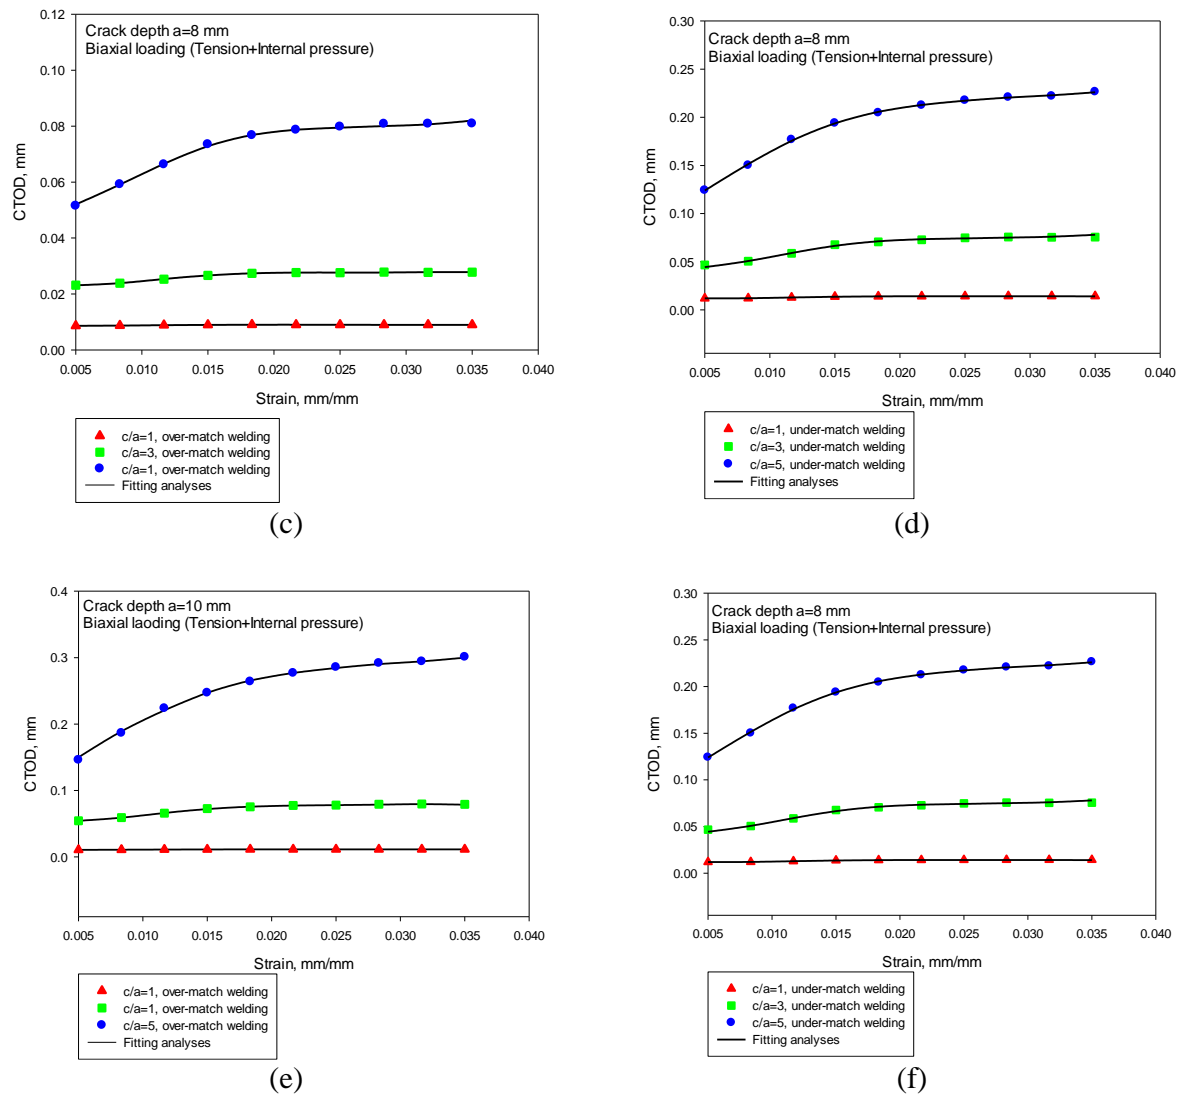 Crack depth a=8 mm
Biaxial loading (Tension+Internal pressure)
CTOD, mm
0.12
0.10
0.08
0.06
0.04
0.02
0.00
0.005 0.010 0.015 0.020 0.025 0.030 0.035 0.040
Strain, mm/mm
c/a=1, over-match welding
c/a=3, over-match welding
c/a=1, over-match welding
Fitting analyses
(c)
Crack depth a=8 mm
Biaxial loading (Tension+Internal pressure)
CTOD, mm
0.30
0.25
0.20
0.15
0.10
0.05
0.00
0.005 0.010 0.015 0.020 0.025 0.030 0.035 0.040
Strain, mm/mm
c/a=1, under-match welding
c/a=3, under-match welding
c/a=5, under-match welding
Fitting analyses
(d)
Crack depth a=10 mm
Biaxial laoding (Tension+Internal pressure)
CTOD, mm
0.4
0.3
0.2
0.1
0.0
0.005 0.010 0.015 0.020 0.025 0.030 0.035 0.040
Strain, mm/mm
c/a=1, over-match welding
c/a=1, over-match welding
c/a=5, over-match welding
Fitting analyses
(e)
Crack depth a=8 mm
Biaxial loading (Tension+Internal pressure)
CTOD, mm
0.30
0.25
0.20
0.15
0.10
0.05
0.00
0.005 0.010 0.015 0.020 0.025 0.030 0.035 0.040
Strain, mm/mm
c/a=1, under-match welding
c/a=3, under-match welding
c/a=5, under-match welding
Fitting analyses
(f)